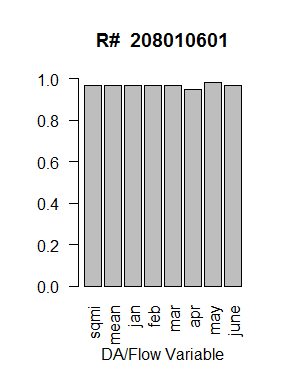 R#  208010601
1.0
0.8
0.6
0.4
0.2
0.0
sqmi
mean
jan
feb
mar
apr
may
june
DA/Flow Variable